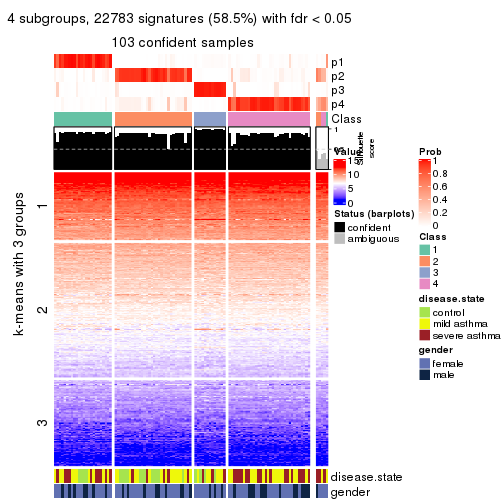 4 subgroups, 22783 signatures (58.5%) with fdr < 0.05
103 confident samples
p1
p2
p3
p4
Class
1
Silhouette
score
Value
15
10
5
0
Status (barplots)
confident
ambiguous
Prob
1
0.8
0.6
0.4
0.2
0
Class
1
2
3
4
disease.state
control
mild asthma
severe asthma
gender
female
male
k-means with 3 groups
1
2
3
disease.state
gender